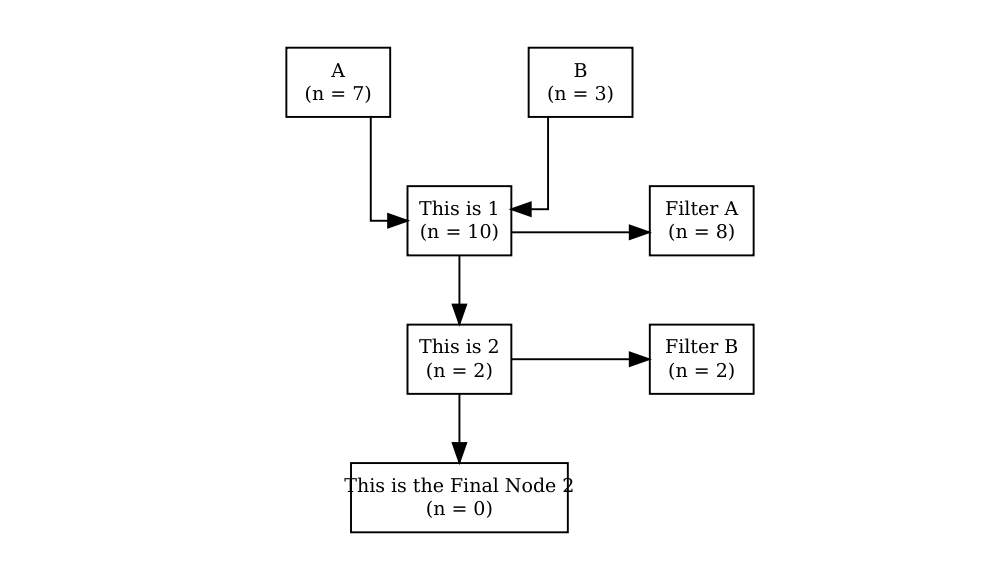 A
(n = 7)
B
(n = 3)
This is 1
(n = 10)
Filter A
(n = 8)
This is 2
(n = 2)
Filter B
(n = 2)
This is the Final Node 2
(n = 0)